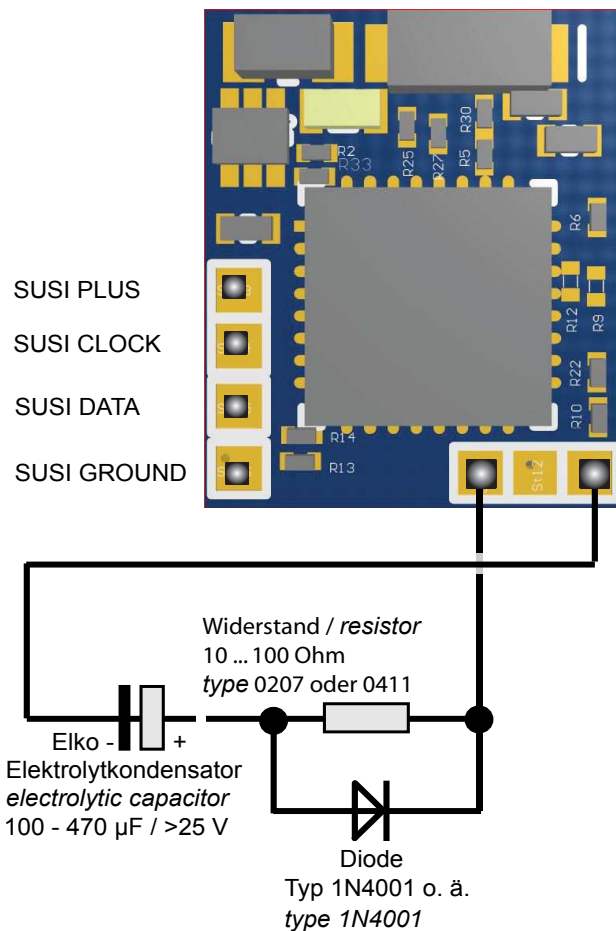 R2
R33
R25
R27
R30
R5
R6
R12
R9
R22
R10
R14
R13
St2
SUSI PLUS
SUSI CLOCK
SUSI DATA
SUSI GROUND
Widerstand / resistor
10 ... 100 Ohm
type 0207 oder 0411
Elko - +
Elektrolytkondensator
electrolytic capacitor
100 - 470 µF / >25 V
Diode
Typ 1N4001 o. ä.
type 1N4001